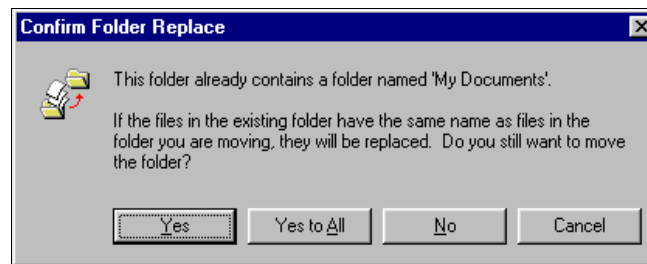 Confirm Folder Replace
This folder already contains a folder named 'My Documents'.
If the files in the existing folder have the same name as files in the
folder you are moving, they will be replaced. Do you still want to move
the folder?
Yes Yes to All No Cancel